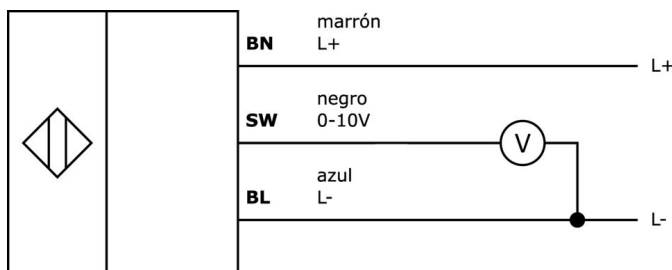 marrón
BN L+
L+
negro
SW 0-10V
V
azul
BL L-
L-